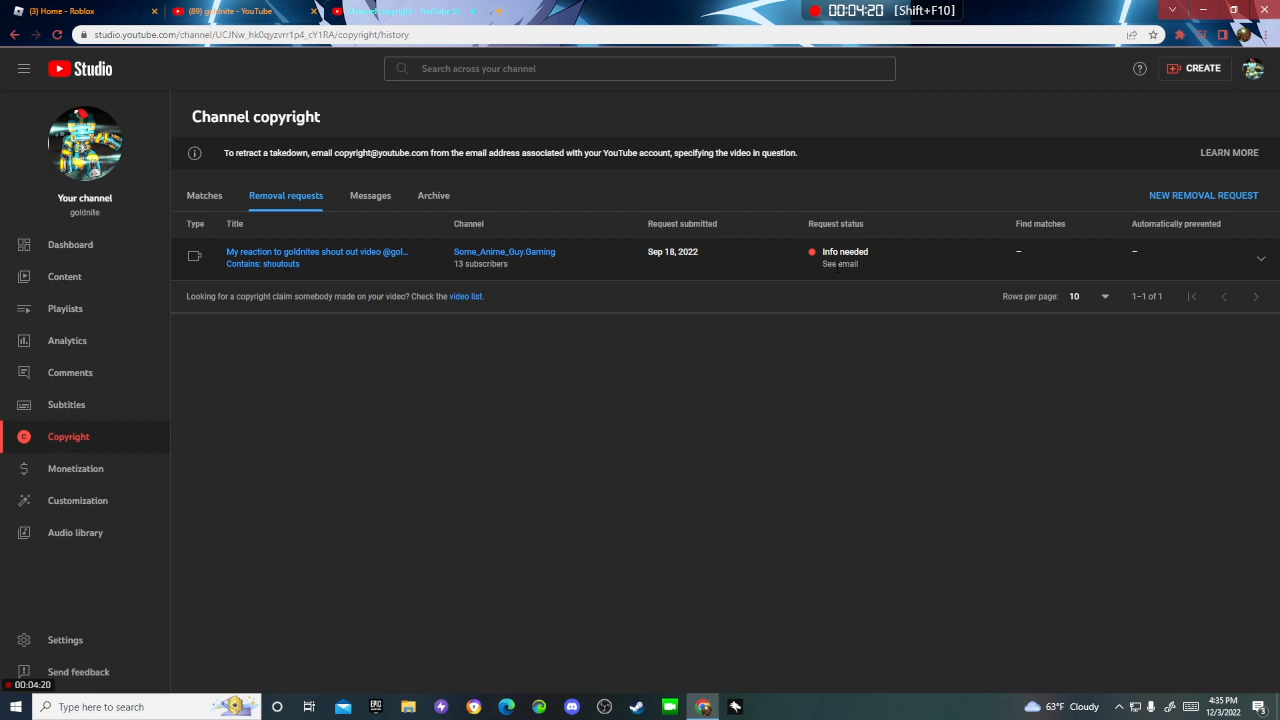 (3) Home - Roblox
(89) goldnite - YouTube
Channel copyright - YouTube S
00:04:20 [Shift+F10]
studio.youtube.com/channel/UCJNw_hk0qyzvrr1p4_cY1RA/copyright/history
Studio
Search across your channel
CREATE
Channel copyright
To retract a takedown, email copyright@youtube.com from the email address associated with your YouTube account, specifying the video in question.
LEARN MORE
Your channel
goldnite
Matches
Removal requests
Messages
Archive
NEW REMOVAL REQUEST
Type
Title
Channel
Request submitted
Request status
Find matches
Automatically prevented
My reaction to goldnites shout out video @gol...
Some_Anime_Guy.Gaming
Sep 18, 2022
Info needed
–
–
Contains: shoutouts
13 subscribers
See email
Looking for a copyright claim somebody made on your video? Check the video list.
Rows per page: 10
1–1 of 1
Dashboard
Content
Playlists
Analytics
Comments
Subtitles
Copyright
Monetization
Customization
Audio library
Settings
Send feedback
00:04:20
Type here to search
EPIC
63°F Cloudy
4:35 PM
12/3/2022